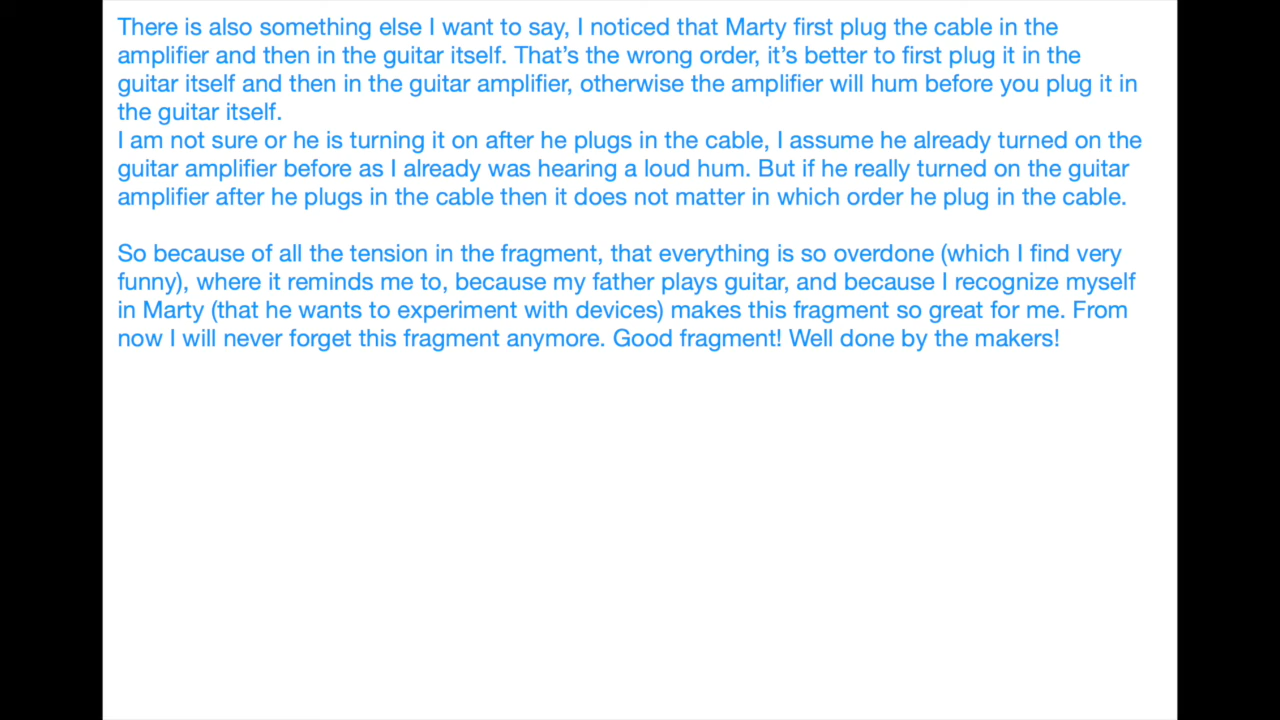 There is also something else I want to say, I noticed that Marty first plug the cable in the
amplifier and then in the guitar itself. That’s the wrong order, it’s better to first plug it in the
guitar itself and then in the guitar amplifier, otherwise the amplifier will hum before you plug it in
the guitar itself.
I am not sure or he is turning it on after he plugs in the cable, I assume he already turned on the
guitar amplifier before as I already was hearing a loud hum. But if he really turned on the guitar
amplifier after he plugs in the cable then it does not matter in which order he plug in the cable.
So because of all the tension in the fragment, that everything is so overdone (which I find very
funny), where it reminds me to, because my father plays guitar, and because I recognize myself
in Marty (that he wants to experiment with devices) makes this fragment so great for me. From
now I will never forget this fragment anymore. Good fragment! Well done by the makers!